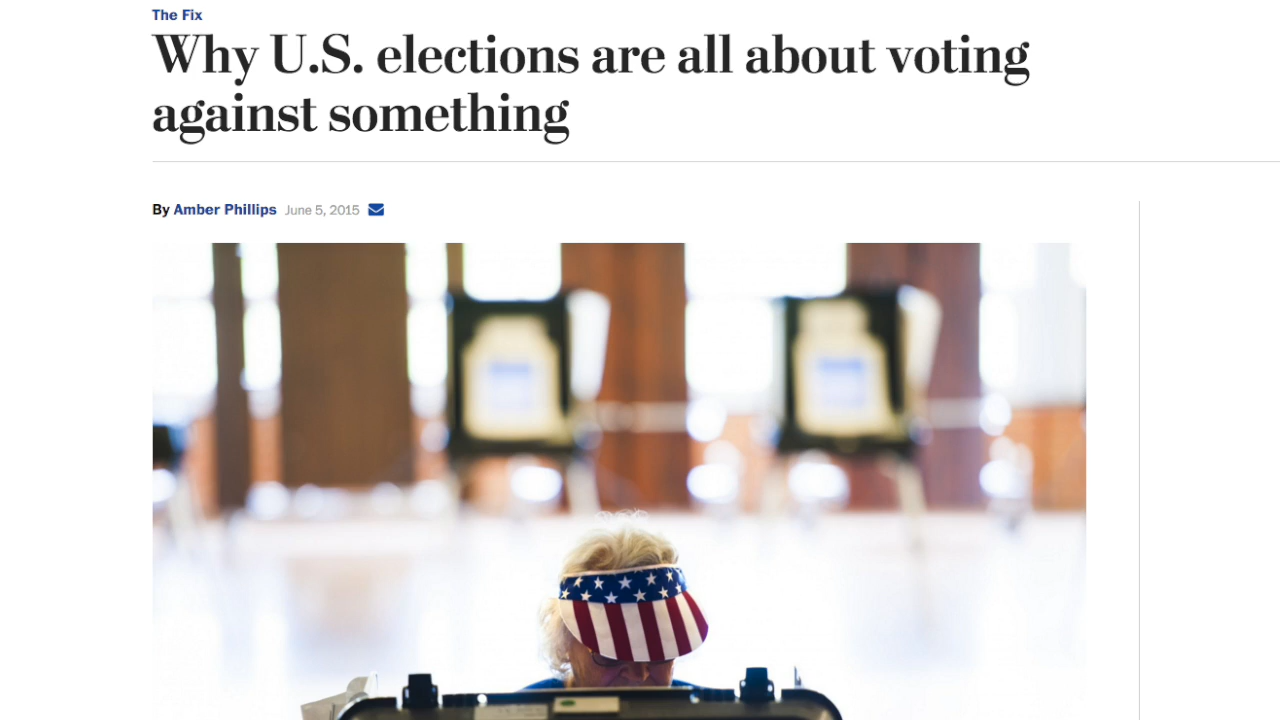 The Fix
Why U.S. elections are all about voting
against something
By Amber Phillips June 5, 2015